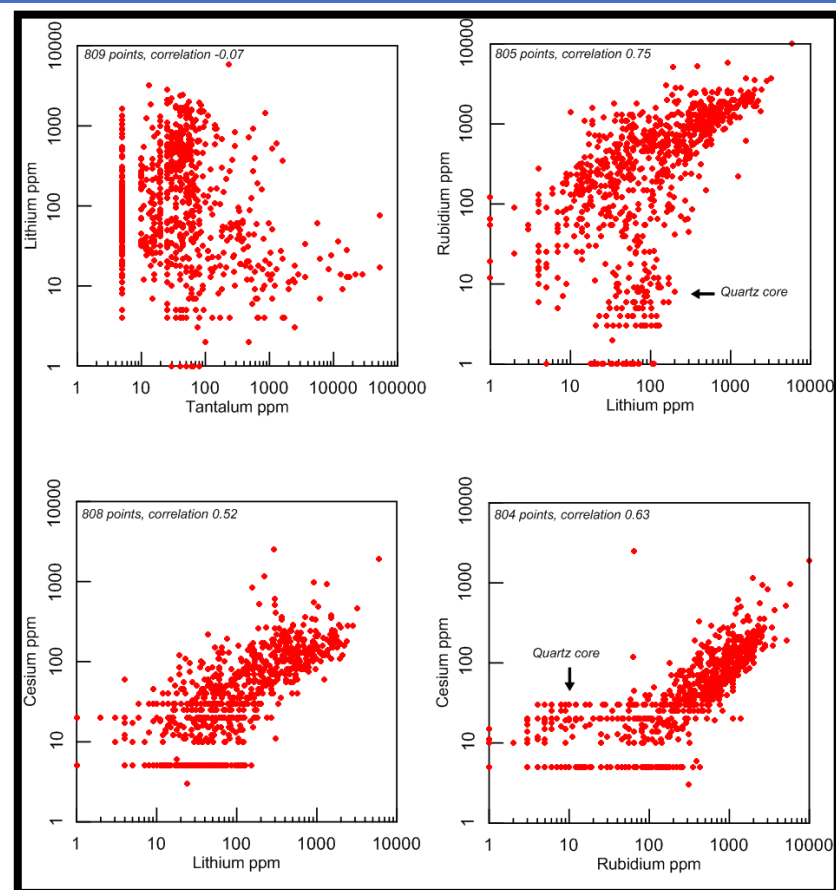 809 points, correlation -0.07
10000
1000
100
10
1
Lithium ppm
1 10 100 1000 10000 100000
Tantalum ppm
805 points, correlation 0.75
10000
1000
100
10
1
Rubidium ppm
Quartz core
1 10 100 1000 10000
Lithium ppm
808 points, correlation 0.52
10000
1000
100
10
1
Cesium ppm
1 10 100 1000 10000
Lithium ppm
804 points, correlation 0.63
10000
1000
100
10
1
Cesium ppm
Quartz core
1 10 100 1000 10000
Rubidium ppm